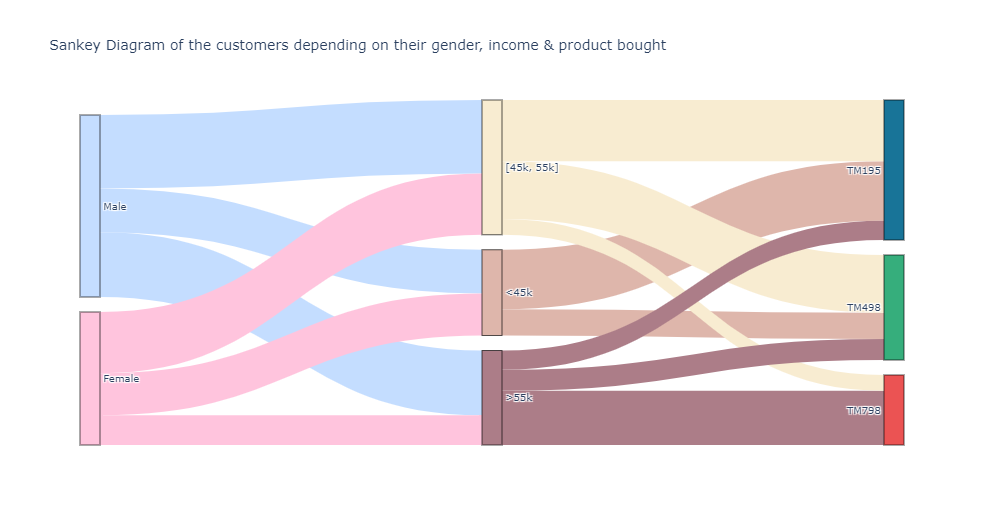 Sankey Diagram of the customers depending on their gender, income & product bought
Male
Female
[45k, 55k]
<45k
>55k
TM195
TM498
TM798